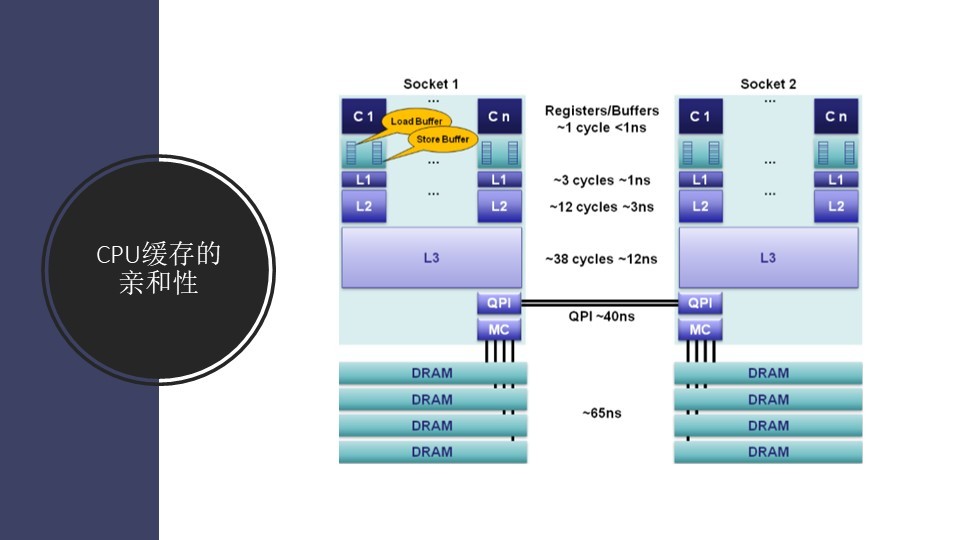 CPU缓存的
亲和性
Socket 1
Socket 2
C 1
...
C n
Registers/Buffers
~1 cycle <1ns
C 1
...
C n
Load Buffer
Store Buffer
...
...
L1
L1
~3 cycles ~1ns
L1
L1
...
...
L2
L2
~12 cycles ~3ns
L2
L2
L3
~38 cycles ~12ns
L3
QPI
QPI
QPI ~40ns
MC
MC
DRAM
DRAM
DRAM
DRAM
~65ns
DRAM
DRAM
DRAM
DRAM